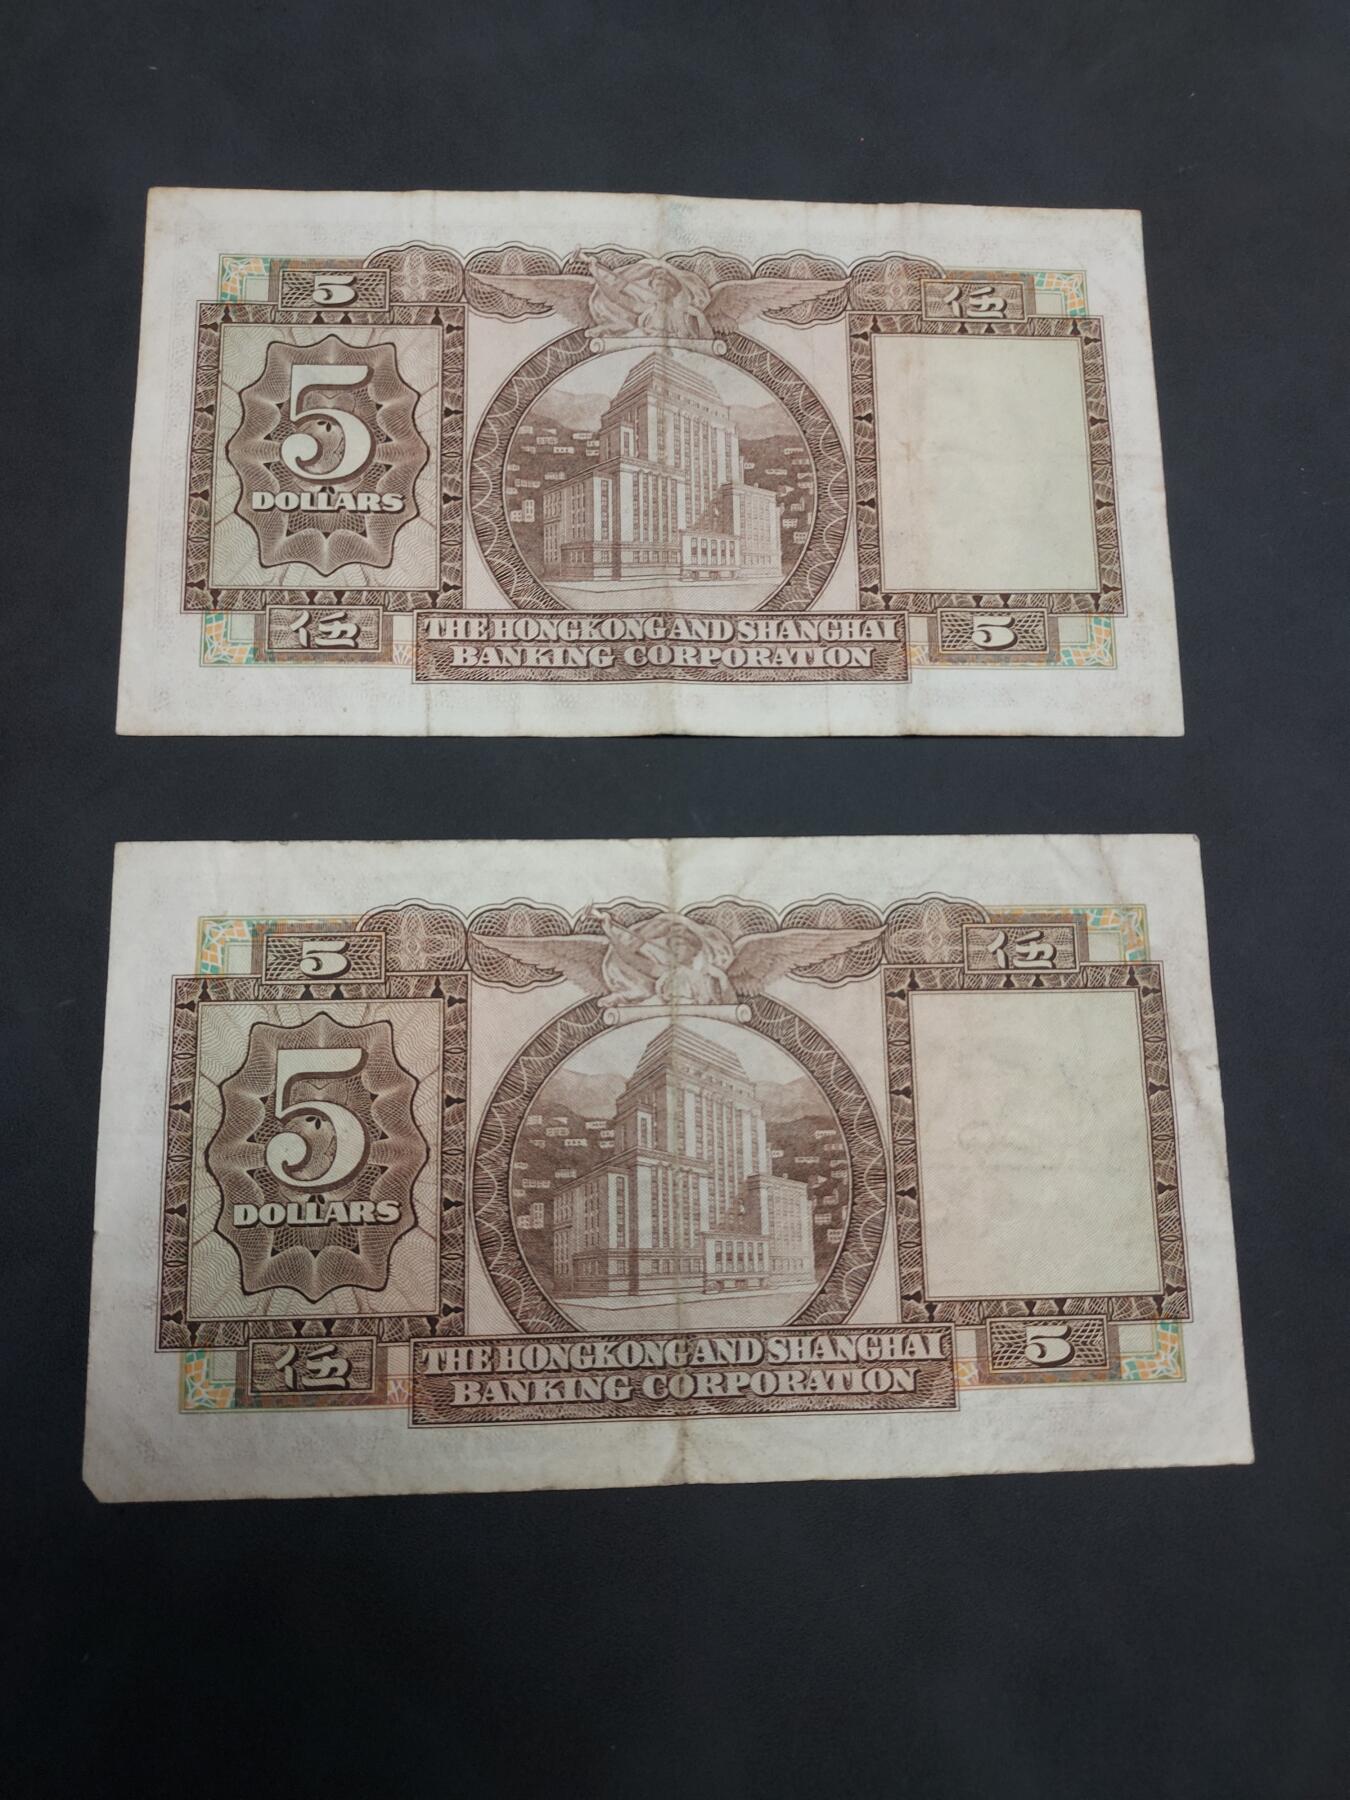 5 伍
5
DOLLARS
伍 5
THE HONGKONG AND SHANGHAI
BANKING CORPORATION
5 伍
5
DOLLARS
伍 5
THE HONGKONG AND SHANGHAI
BANKING CORPORATION